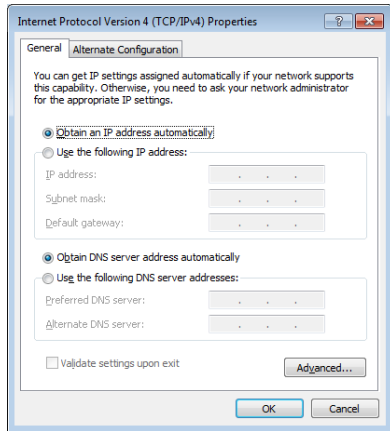 Internet Protocol Version 4 (TCP/IPv4) Properties
General
Alternate Configuration
You can get IP settings assigned automatically if your network supports
this capability. Otherwise, you need to ask your network administrator
for the appropriate IP settings.
Obtain an IP address automatically
Use the following IP address:
IP address:
Subnet mask:
Default gateway:
Obtain DNS server address automatically
Use the following DNS server addresses:
Preferred DNS server:
Alternate DNS server:
Validate settings upon exit
Advanced...
OK
Cancel